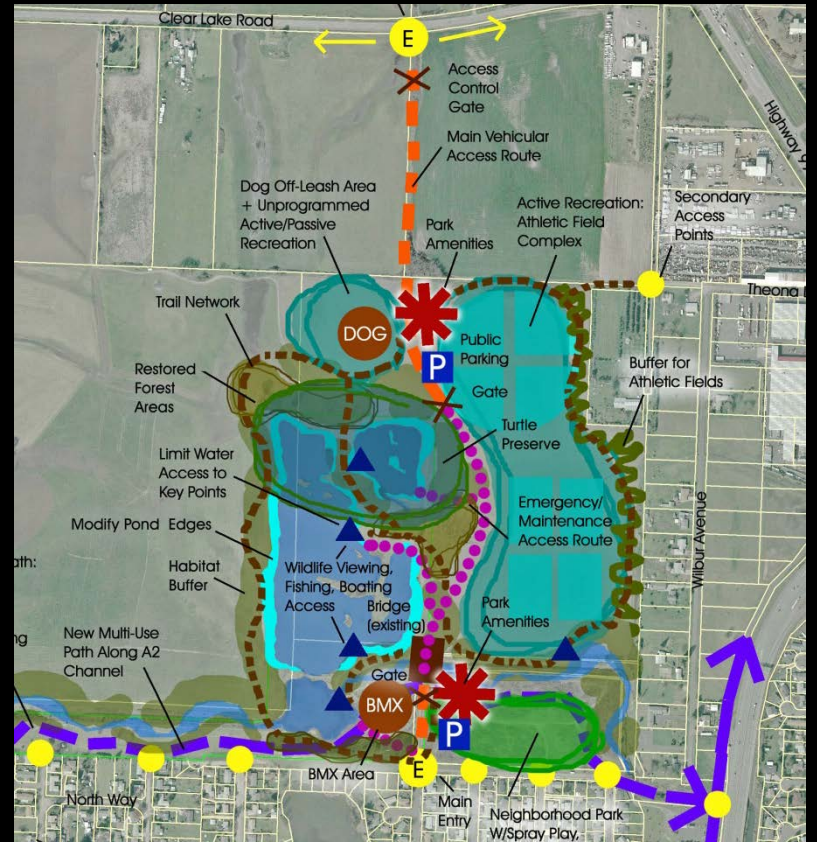 Clear Lake Road
E
Access
Control
Gate
Highway 9
Main Vehicular
Access Route
Dog Off-Leash Area
+ Unprogrammed
Active/Passive
Recreation
Park
Amenities
Active Recreation:
Athletic Field
Complex
Secondary
Access
Points
Theona
Trail Network
DOG
Public
Parking
P
Restored
Forest
Areas
Gate
Buffer for
Athletic Fields
Turtle
Preserve
Limit Water
Access to
Key Points
Modify Pond Edges
Emergency/
Maintenance
Access Route
Wilbur Avenue
ath:
Habitat
Buffer
Wildlife Viewing,
Fishing, Boating
Access
Bridge
(existing)
Park
Amenities
ng
New Multi-Use
Path Along A2
Channel
Gate
BMX
P
BMX Area
E
Main
Entry
North Way
Neighborhood Park
W/Spray Play,